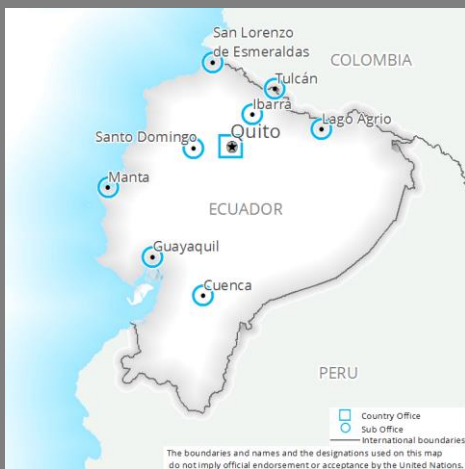 San Lorenzo
de Esmeraldas
COLOMBIA
Tulcán
Ibarra
Lago Agrio
Santo Domingo
Quito
Manta
ECUADOR
Guayaquil
Cuenca
PERU
Country Office
Sub Office
International boundaries
The boundaries and names and the designations used on this map
do not imply official endorsement or acceptance by the United Nations.